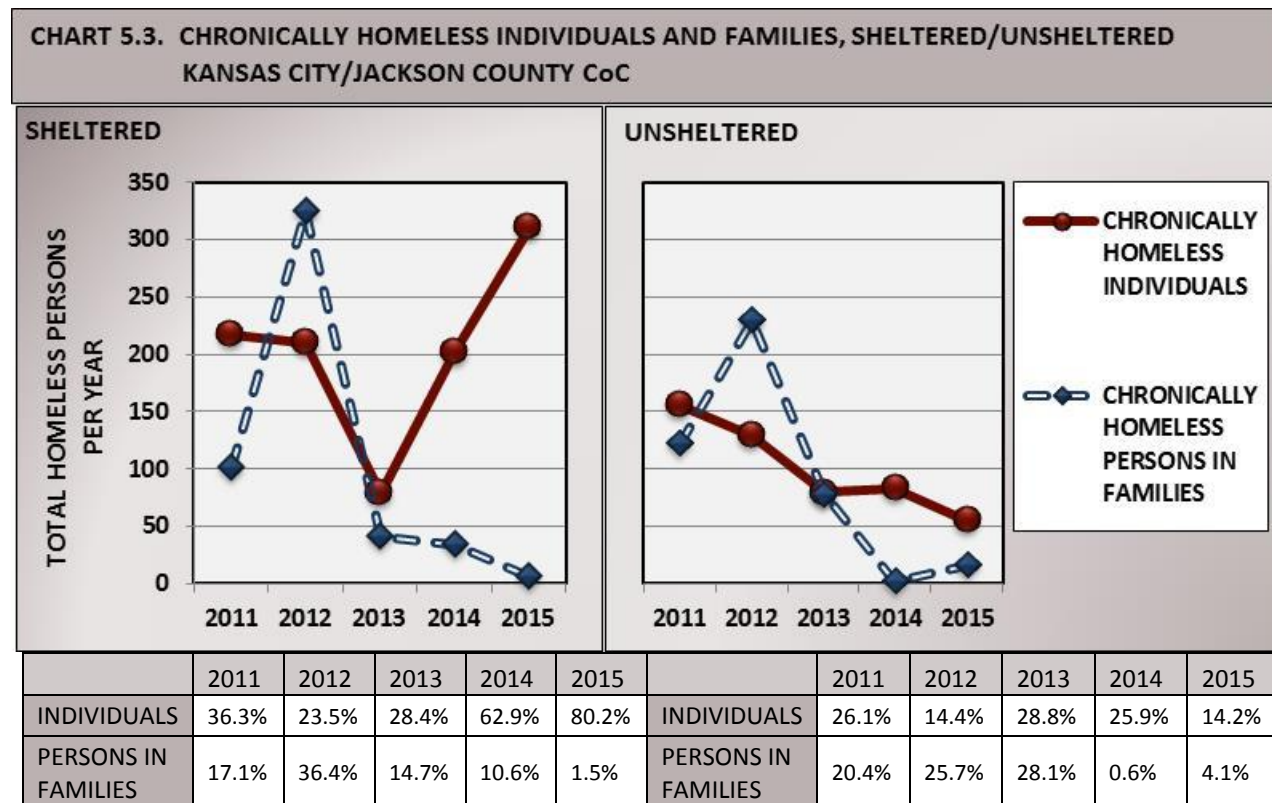 CHART 5.3. CHRONICALLY HOMELESS INDIVIDUALS AND FAMILIES, SHELTERED/UNSHELTERED
KANSAS CITY/JACKSON COUNTY CoC
SHELTERED
TOTAL HOMELESS PERSONS
PER YEAR
350
300
250
200
150
100
50
0
2011 2012 2013 2014 2015
UNSHELTERED
2011 2012 2013 2014 2015
CHRONICALLY
HOMELESS
INDIVIDUALS
CHRONICALLY
HOMELESS
PERSONS IN
FAMILIES
2011 2012 2013 2014 2015 2011 2012 2013 2014 2015
INDIVIDUALS 36.3% 23.5% 28.4% 62.9% 80.2% INDIVIDUALS 26.1% 14.4% 28.8% 25.9% 14.2%
PERSONS IN
FAMILIES 17.1% 36.4% 14.7% 10.6% 1.5% PERSONS IN
FAMILIES 20.4% 25.7% 28.1% 0.6% 4.1%